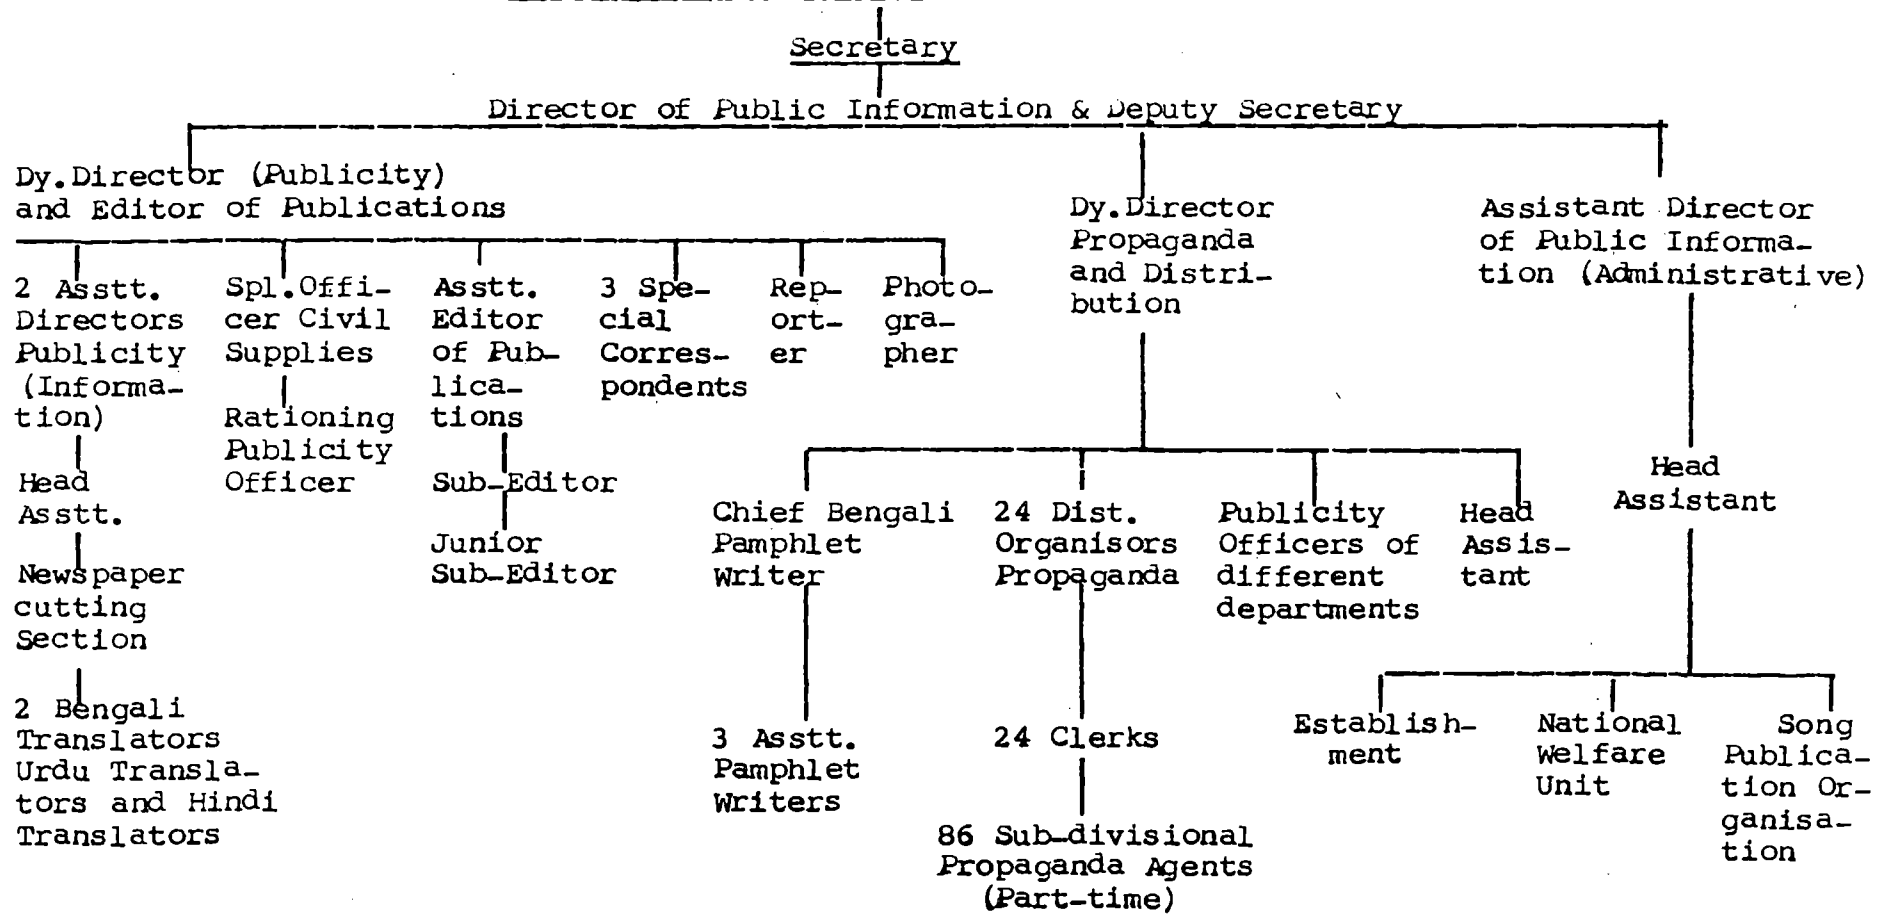 Secretary
Director of Public Information & Deputy Secretary
Dy.Director (Publicity)
and Editor of Publications
Dy.Director
Propaganda
and Distri-
bution
Assistant Director
of Public Informa-
tion (Administrative)
2 Asstt.
Directors
Publicity
(Informa-
tion)
Head
Asstt.
Newspaper
cutting
Section
2 Bengali
Translators
Urdu Transla-
tors and Hindi
Translators
Spl.Offi-
cer Civil
Supplies
Rationing
Publicity
Officer
Asstt.
Editor
of Pub-
lica-
tions
Sub-Editor
Junior
Sub-Editor
3 Spe-
cial
Corres-
pondents
Rep-
ort-
er
Photo-
gra-
pher
Chief Bengali
Pamphlet
Writer
3 Asstt.
Pamphlet
Writers
24 Dist.
Organisors
Propaganda
24 Clerks
86 Sub-divisional
Propaganda Agents
(Part-time)
Publicity
Officers of
different
departments
Head
Assis-
tant
Head
Assistant
Establish-
ment
National
Welfare
Unit
Song
Publica-
tion Or-
ganisa-
tion